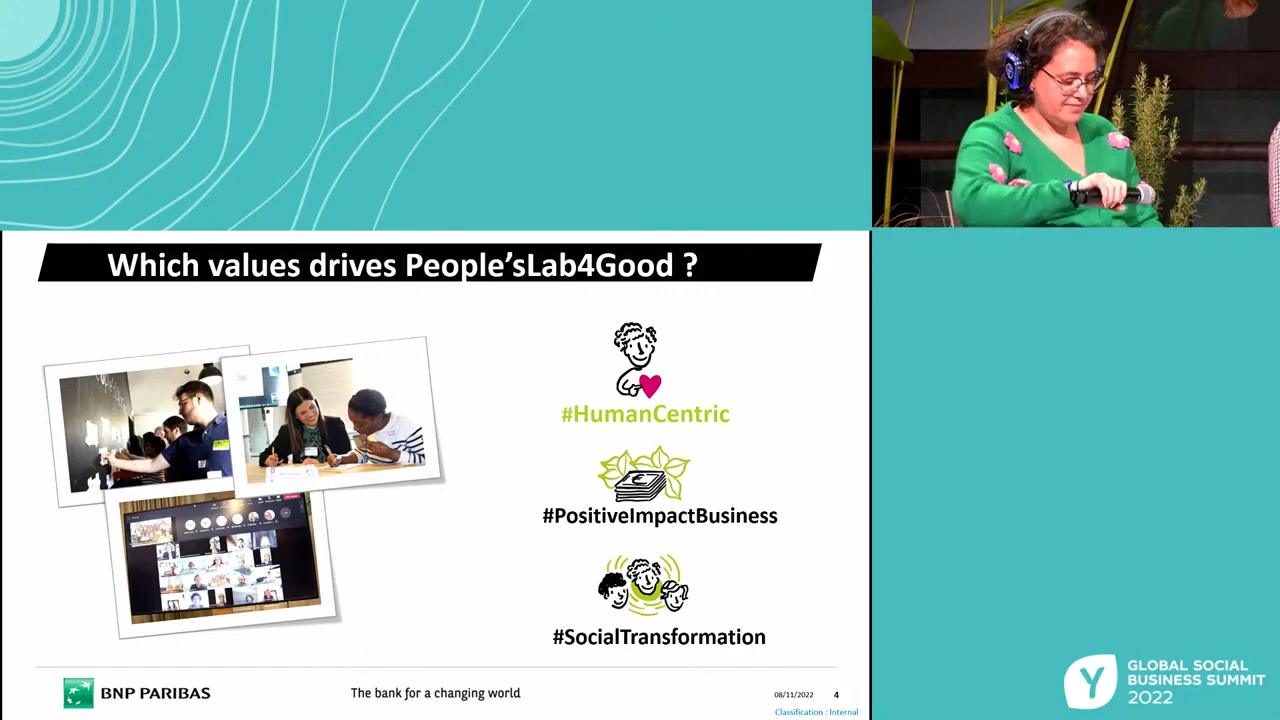 Which values drives People'sLab4Good ?
#HumanCentric
#PositiveImpactBusiness
#SocialTransformation
BNP PARIBAS
The bank for a changing world
08/11/2022 4
Classification : Internal
Y
GLOBAL SOCIAL
BUSINESS SUMMIT
2022